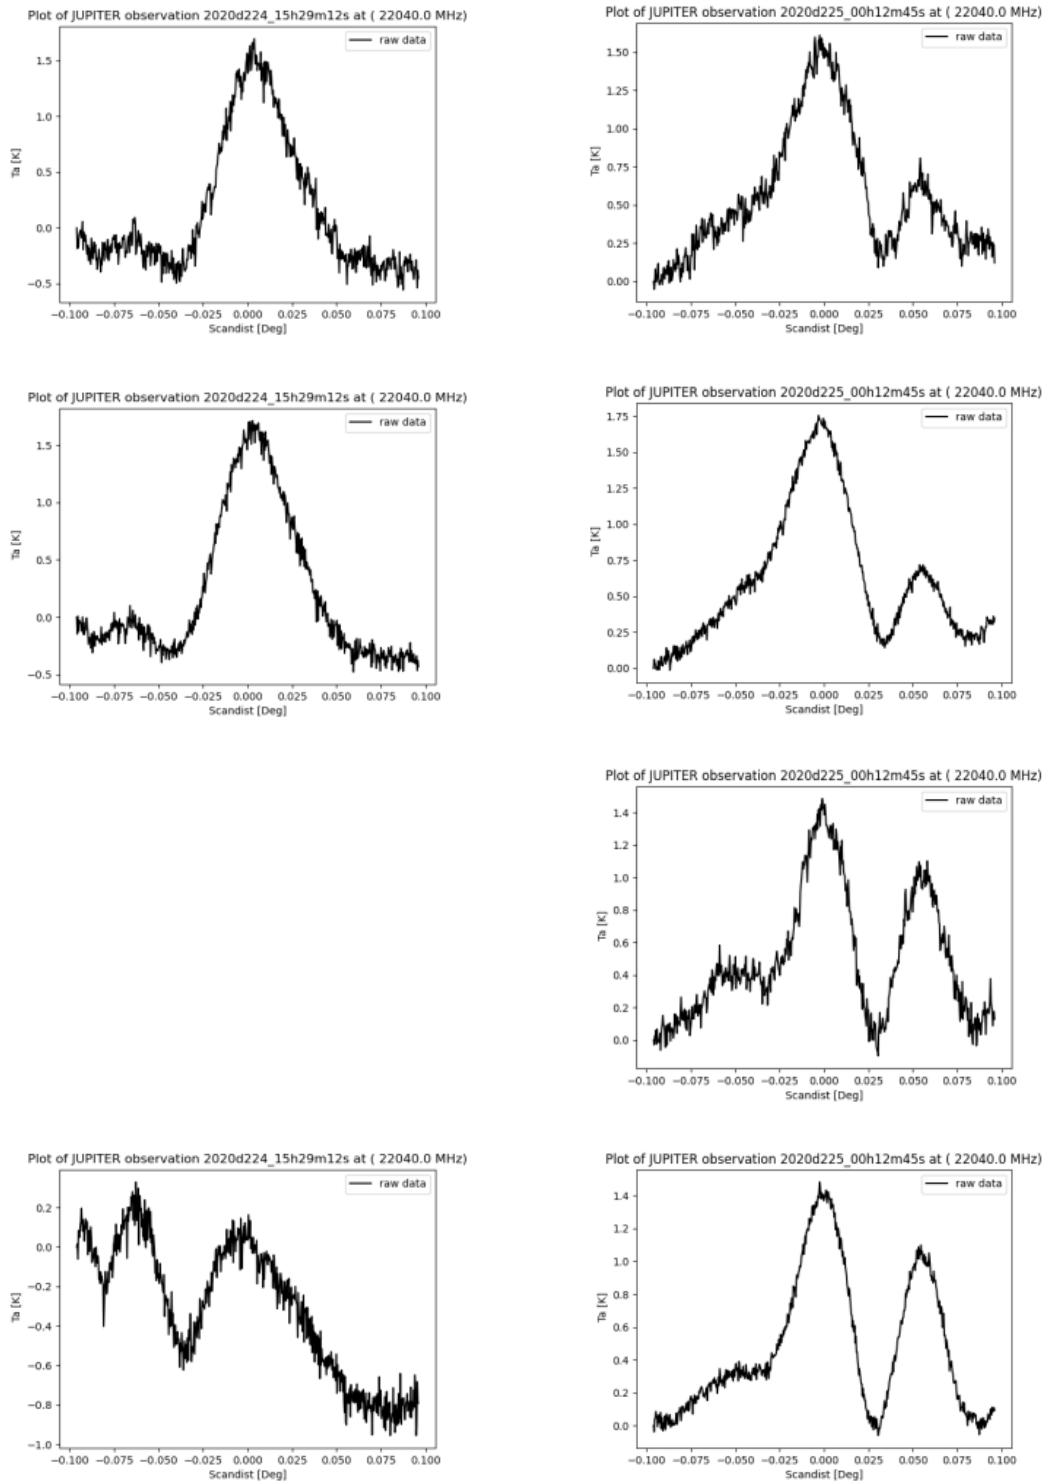 Plot of JUPITER observation 2020d224_15h29m12s at ( 22040.0 MHz)
raw data
1.5
1.0
0.5
0.0
−0.5
Ta [K]
−0.100 −0.075 −0.050 −0.025 0.000 0.025 0.050 0.075 0.100
Scandist [Deg]
Plot of JUPITER observation 2020d225_00h12m45s at ( 22040.0 MHz)
raw data
1.50
1.25
1.00
0.75
0.50
0.25
0.00
Ta [K]
−0.100 −0.075 −0.050 −0.025 0.000 0.025 0.050 0.075 0.100
Scandist [Deg]
Plot of JUPITER observation 2020d224_15h29m12s at ( 22040.0 MHz)
raw data
1.5
1.0
0.5
0.0
−0.5
Ta [K]
−0.100 −0.075 −0.050 −0.025 0.000 0.025 0.050 0.075 0.100
Scandist [Deg]
Plot of JUPITER observation 2020d225_00h12m45s at ( 22040.0 MHz)
raw data
1.75
1.50
1.25
1.00
0.75
0.50
0.25
0.00
Ta [K]
−0.100 −0.075 −0.050 −0.025 0.000 0.025 0.050 0.075 0.100
Scandist [Deg]
Plot of JUPITER observation 2020d225_00h12m45s at ( 22040.0 MHz)
raw data
1.4
1.2
1.0
0.8
0.6
0.4
0.2
0.0
Ta [K]
−0.100 −0.075 −0.050 −0.025 0.000 0.025 0.050 0.075 0.100
Scandist [Deg]
Plot of JUPITER observation 2020d224_15h29m12s at ( 22040.0 MHz)
raw data
0.2
0.0
−0.2
−0.4
−0.6
−0.8
−1.0
Ta [K]
−0.100 −0.075 −0.050 −0.025 0.000 0.025 0.050 0.075 0.100
Scandist [Deg]
Plot of JUPITER observation 2020d225_00h12m45s at ( 22040.0 MHz)
raw data
1.4
1.2
1.0
0.8
0.6
0.4
0.2
0.0
Ta [K]
−0.100 −0.075 −0.050 −0.025 0.000 0.025 0.050 0.075 0.100
Scandist [Deg]